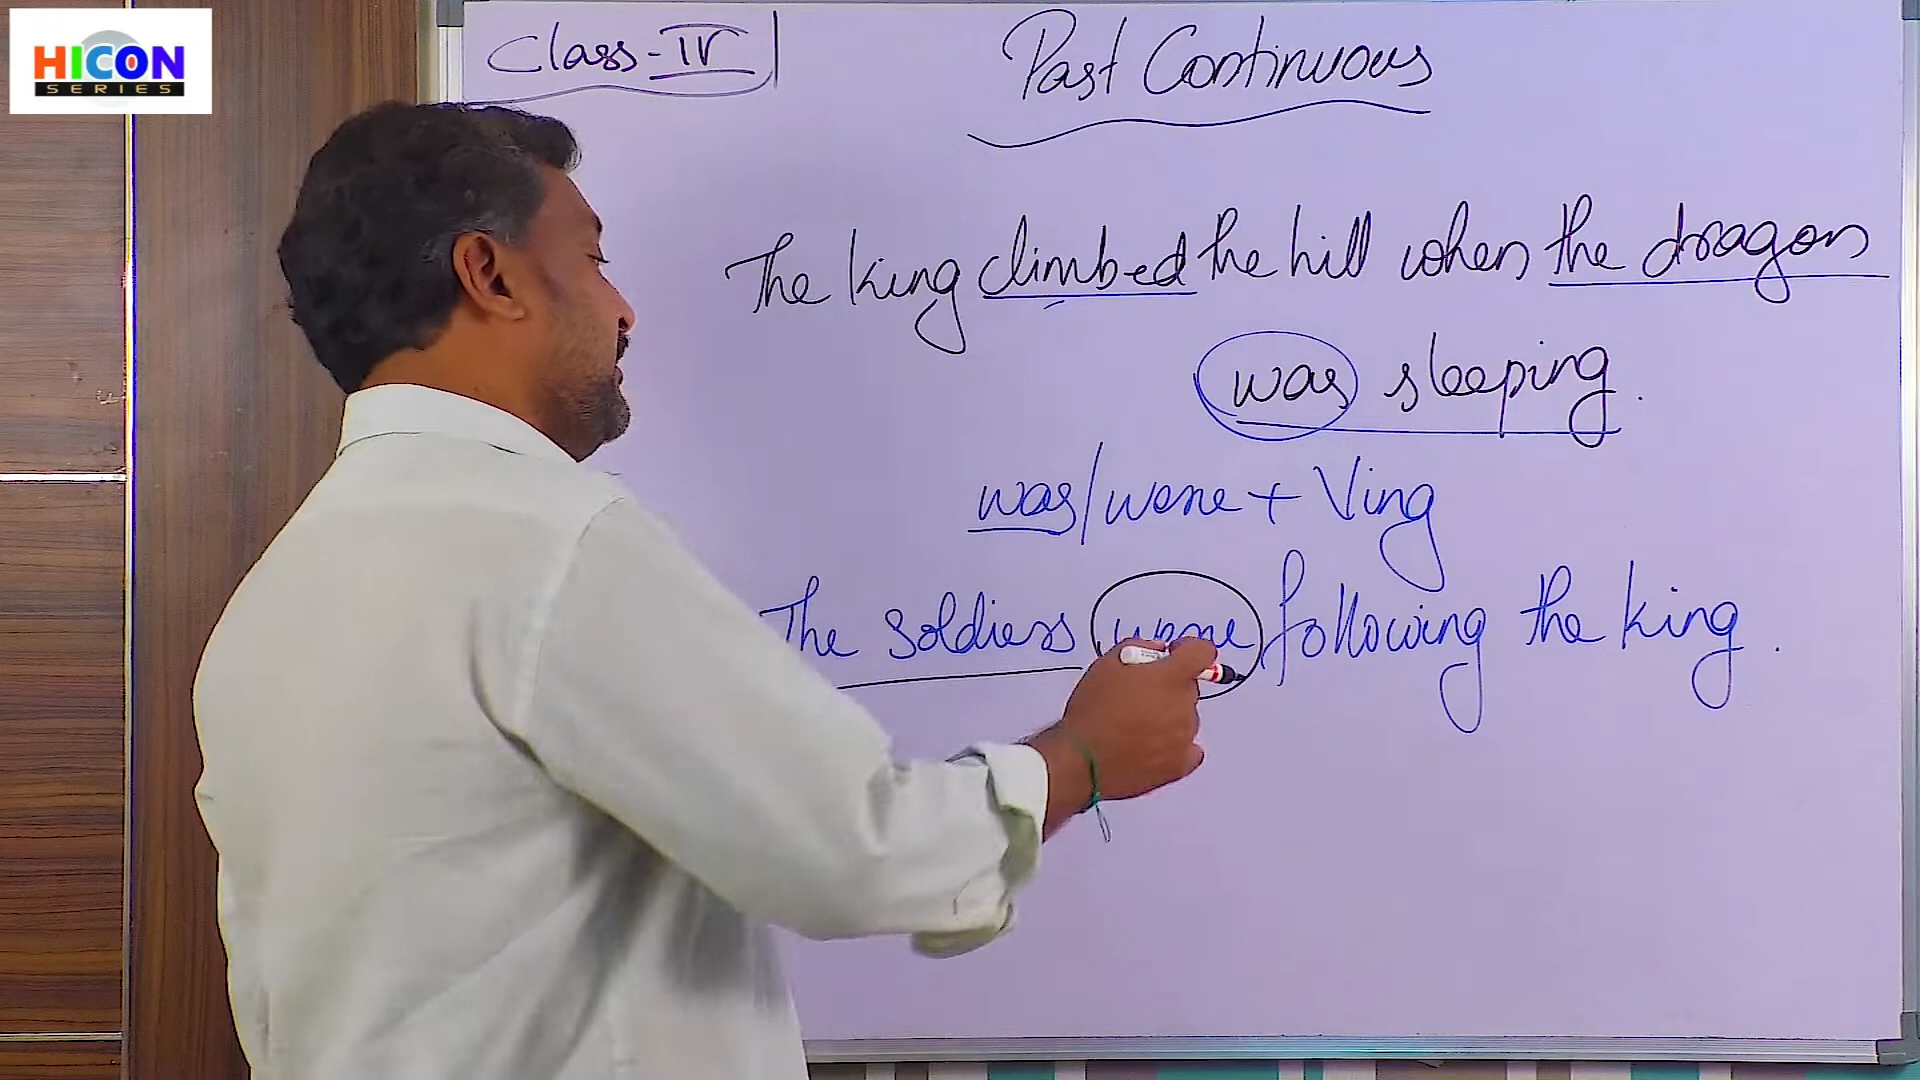 HICON
SERIES
Class-IV
Past Continuous
The king climbed the hill when the dragon
was sleeping.
was/were + Ving
The soldiers were following the king.